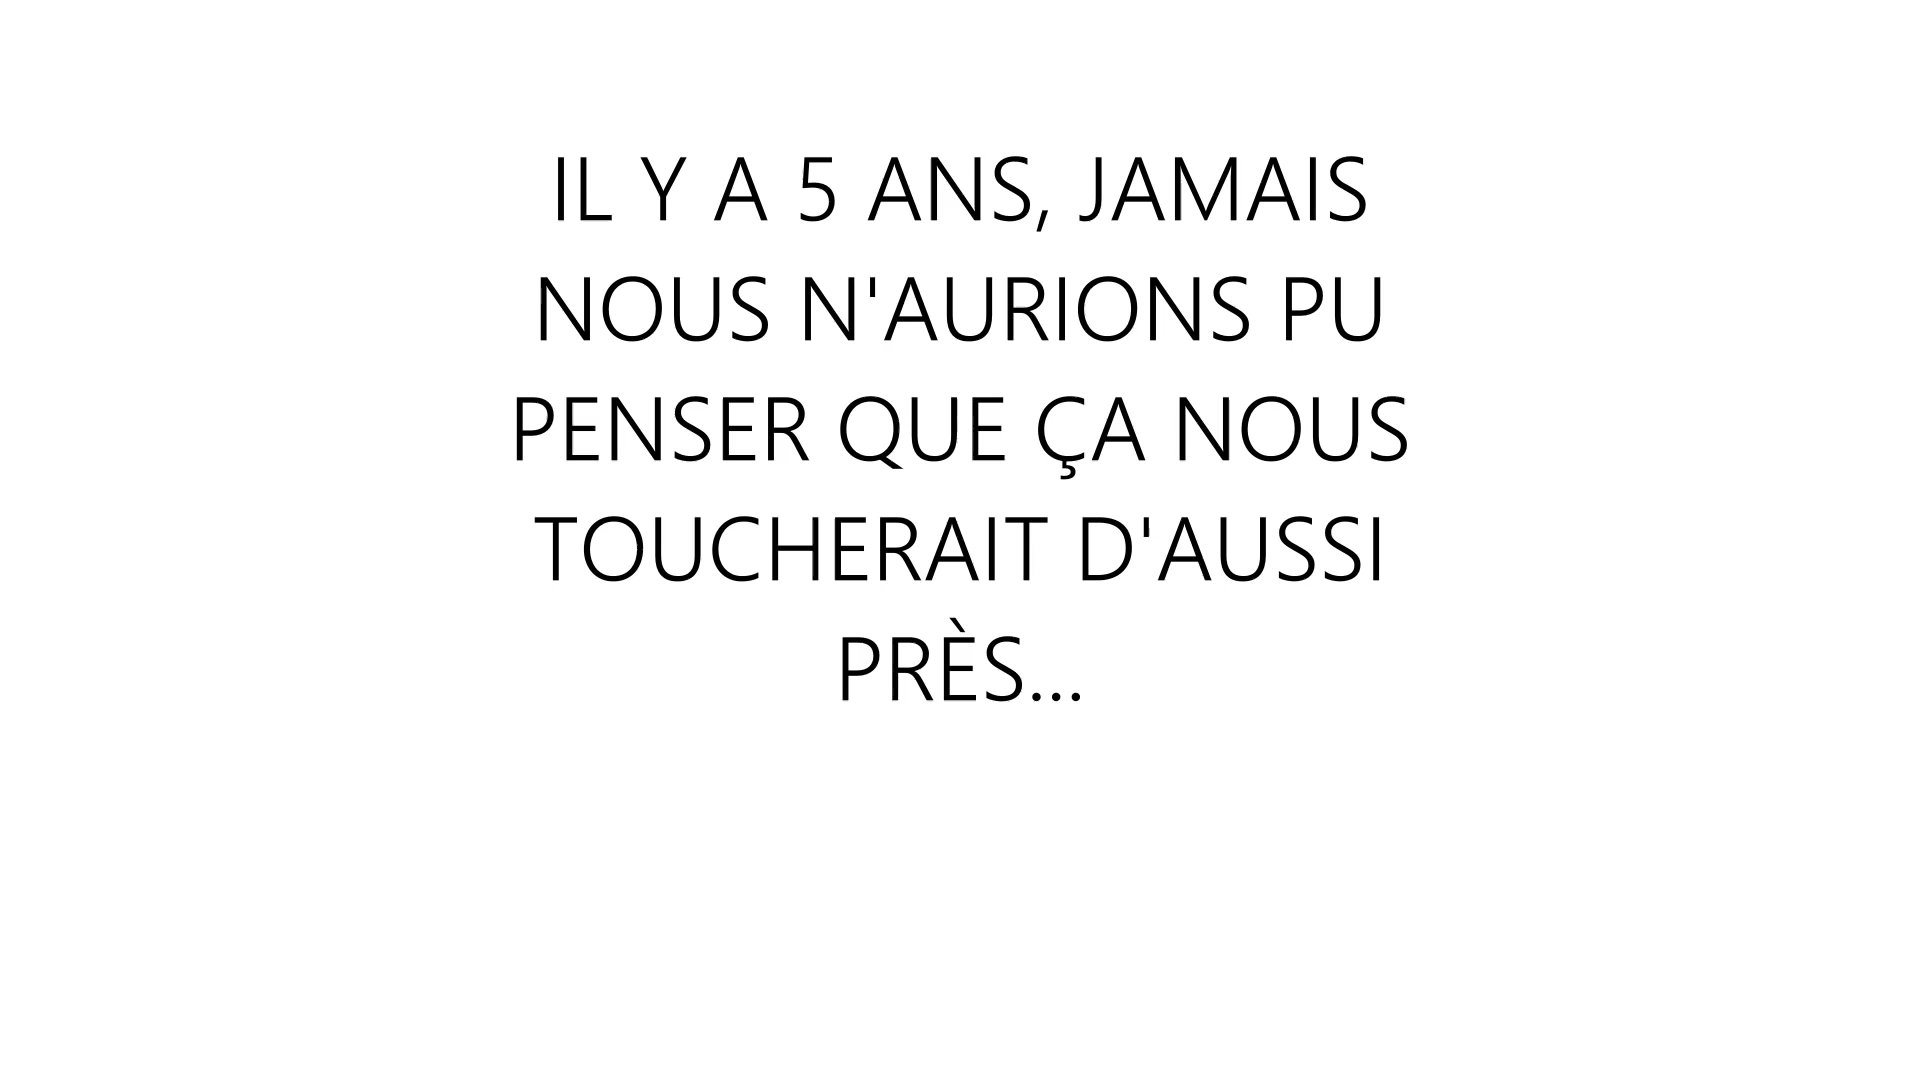 IL Y A 5 ANS, JAMAIS
NOUS N'AURIONS PU
PENSER QUE ÇA NOUS
TOUCHERAIT D'AUSSI
PRÈS...